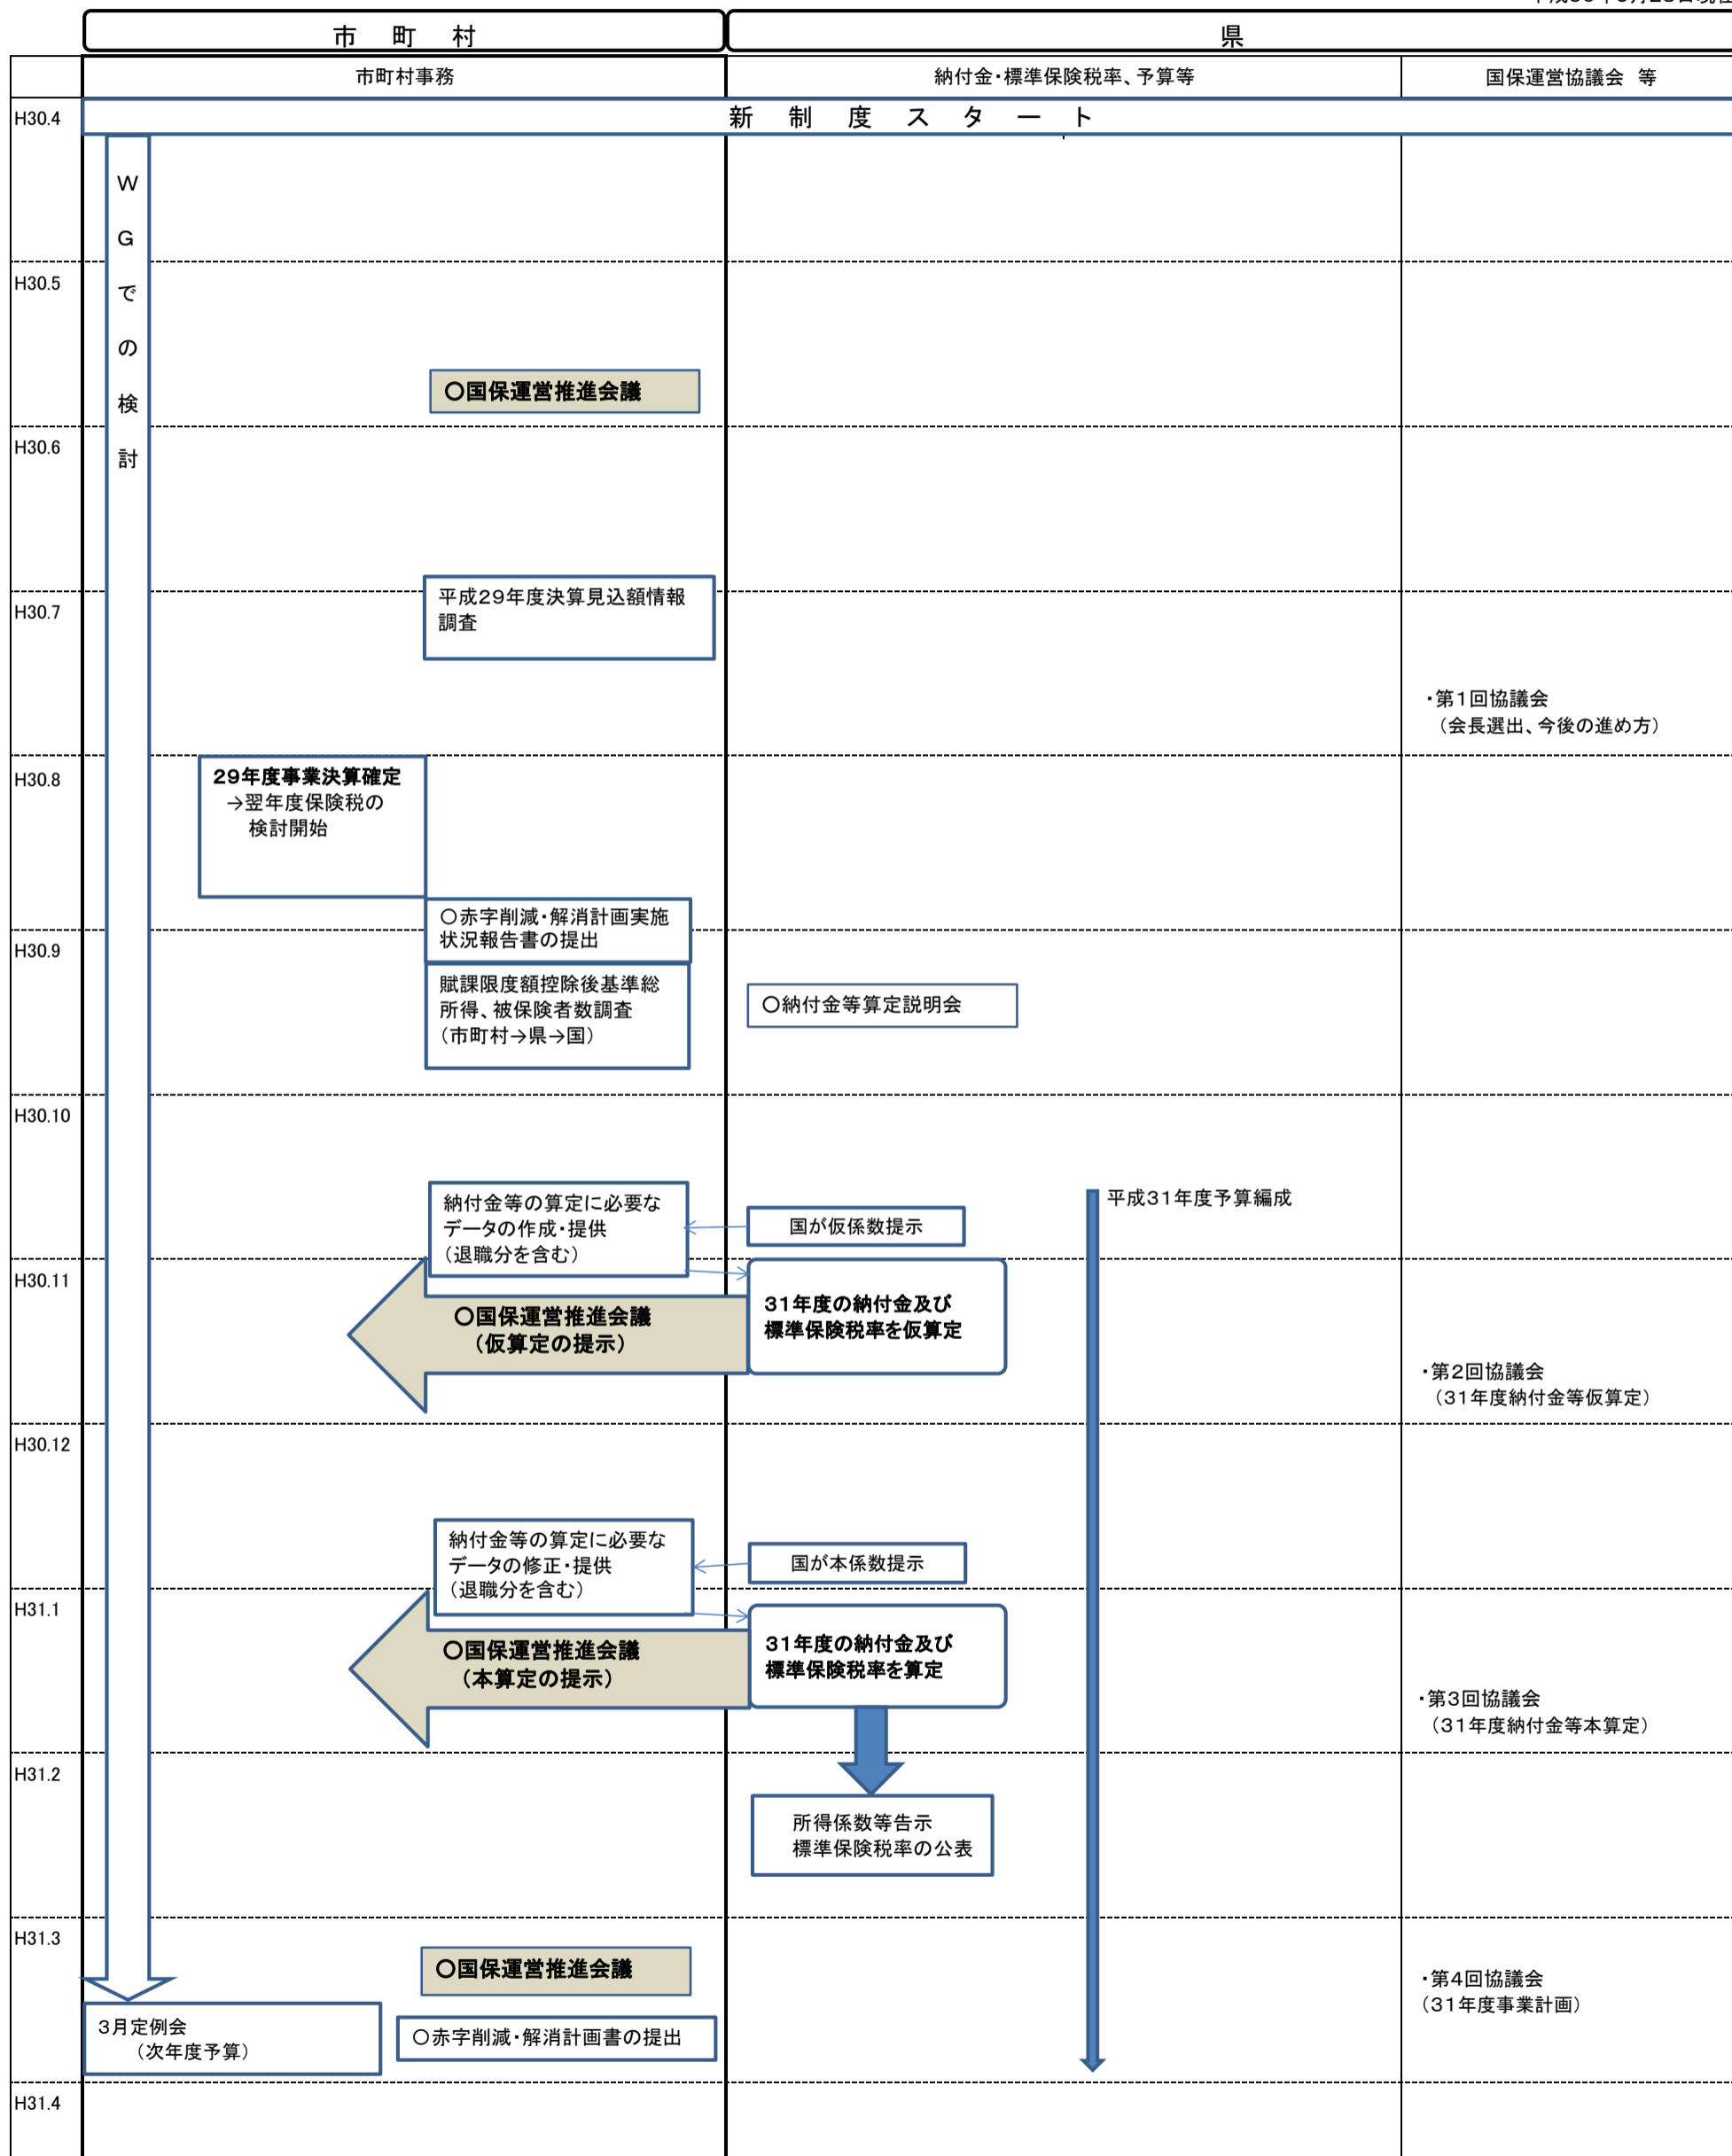 市 町 村
県
市町村事務
納付金・標準保険税率、予算等
国保運営協議会 等
H30.4
新 制 度 ス タ ー ト
W
G
で
の
検
討
H30.5
〇国保運営推進会議
H30.6
平成29年度決算見込額情報
調査
H30.7
・第1回協議会
（会長選出、今後の進め方）
H30.8
29年度事業決算確定
→翌年度保険税の
検討開始
〇赤字削減・解消計画実施
状況報告書の提出
H30.9
賦課限度額控除後基準総
所得、被保険者数調査
（市町村→県→国）
〇納付金等算定説明会
H30.10
納付金等の算定に必要な
データの作成・提供
（退職分を含む）
国が仮係数提示
平成31年度予算編成
H30.11
〇国保運営推進会議
（仮算定の提示）
31年度の納付金及び
標準保険税率を仮算定
・第2回協議会
（31年度納付金等仮算定）
H30.12
納付金等の算定に必要な
データの修正・提供
（退職分を含む）
国が本係数提示
H31.1
〇国保運営推進会議
（本算定の提示）
31年度の納付金及び
標準保険税率を算定
・第3回協議会
（31年度納付金等本算定）
H31.2
所得係数等告示
標準保険税率の公表
H31.3
〇国保運営推進会議
・第4回協議会
（31年度事業計画）
3月定例会
（次年度予算）
〇赤字削減・解消計画書の提出
H31.4